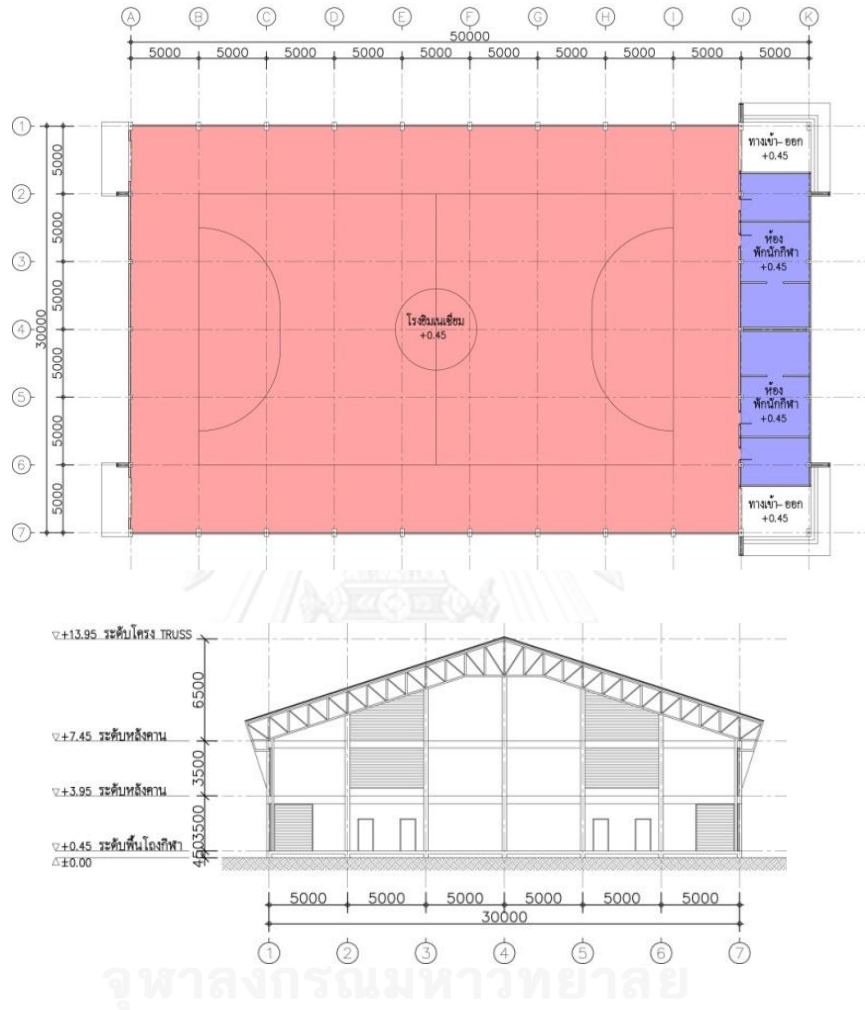 A B C D E F G H I J K
50000
5000 5000 5000 5000 5000 5000 5000 5000 5000 5000
1
2
3
4
5
6
7
5000
5000
5000
5000
5000
5000
30000
ทางเข้า-ออก
+0.45
ห้อง
พักนักกีฬา
+0.45
โรงยิมเนเซี่ยม
+0.45
ห้อง
พักนักกีฬา
+0.45
ทางเข้า-ออก
+0.45
+13.95 ระดับโครง TRUSS
6500
+7.45 ระดับหลังคาน
3500
+3.95 ระดับหลังคาน
3500
+0.45 ระดับพื้นโถงกีฬา
450
±0.00
5000 5000 5000 5000 5000 5000
30000
1 2 3 4 5 6 7
จุฬาลงกรณ์มหาวิทยาลัย